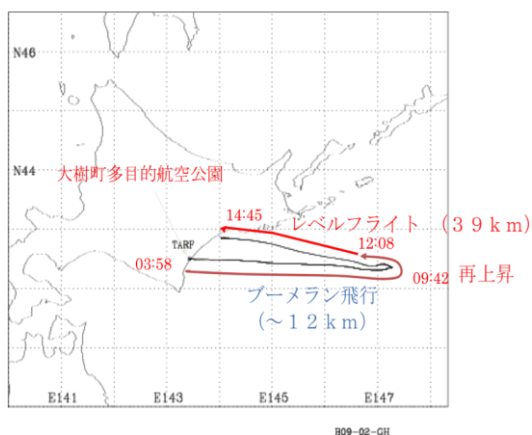 N46
N44
大樹町多目的航空公園
14:45
レベルフライト (39km)
TARF
12:08
03:58
09:42 再上昇
ブーメラン飛行
(~12km)
E141
E143
E145
E147
B09-02-GH